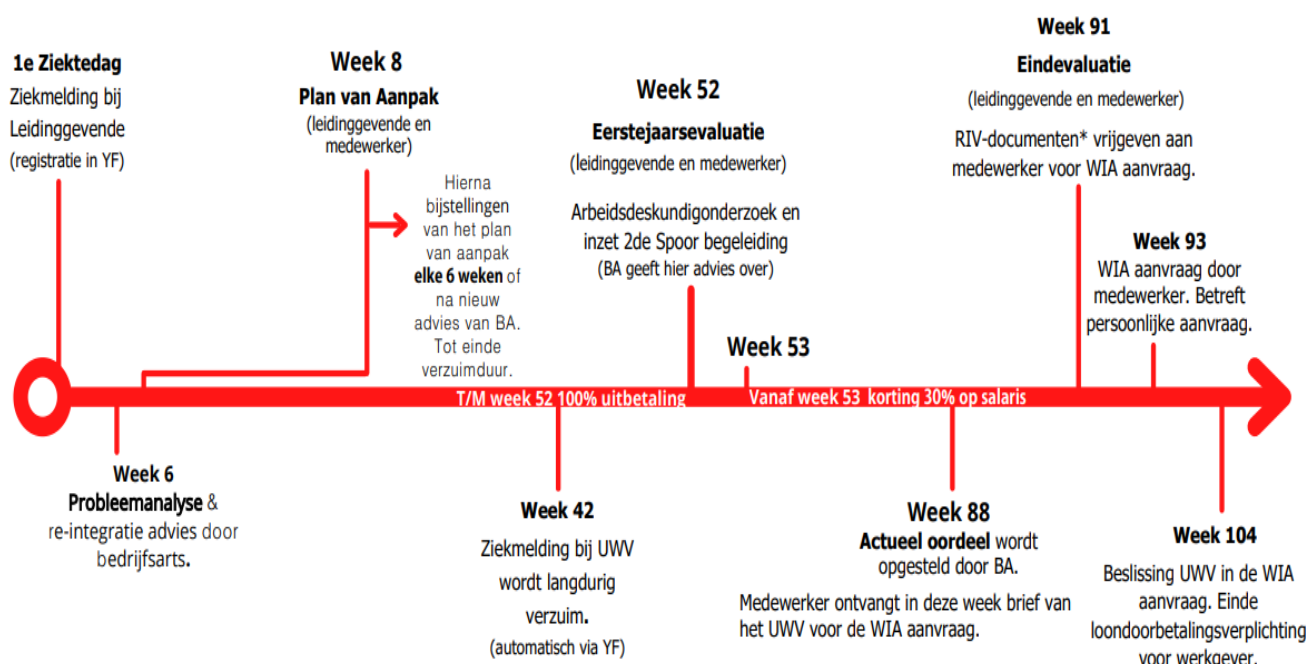 1e Ziektedag
Ziekmelding bij
Leidinggevende
(registratie in YF)
Week 6
Probleemanalyse &
re-integratie advies door
bedrijfsarts.
Week 8
Plan van Aanpak
(leidinggevende en
medewerker)
Hierna
bijstellingen
van het plan
van aanpak
elke 6 weken of
na nieuw
advies van BA.
Tot einde
verzuimduur.
T/M week 52 100% uitbetaling
Week 42
Ziekmelding bij UWV
wordt langdurig
verzuim.
(automatisch via YF)
Week 52
Eerstejaarsevaluatie
(leidinggevende en medewerker)
Arbeidsdeskundigonderzoek en
inzet 2de Spoor begeleiding
(BA geeft hier advies over)
Week 53
Vanaf week 53 korting 30% op salaris
Week 88
Actueel oordeel wordt
opgesteld door BA.
Medewerker ontvangt in deze week brief van
het UWV voor de WIA aanvraag.
Week 91
Eindevaluatie
(leidinggevende en medewerker)
RIV-documenten* vrijgeven aan
medewerker voor WIA aanvraag.
Week 93
WIA aanvraag door
medewerker. Betreft
persoonlijke aanvraag.
Week 104
Beslissing UWV in de WIA
aanvraag. Einde
loondoorbetalingsverplichting
voor werkgever.